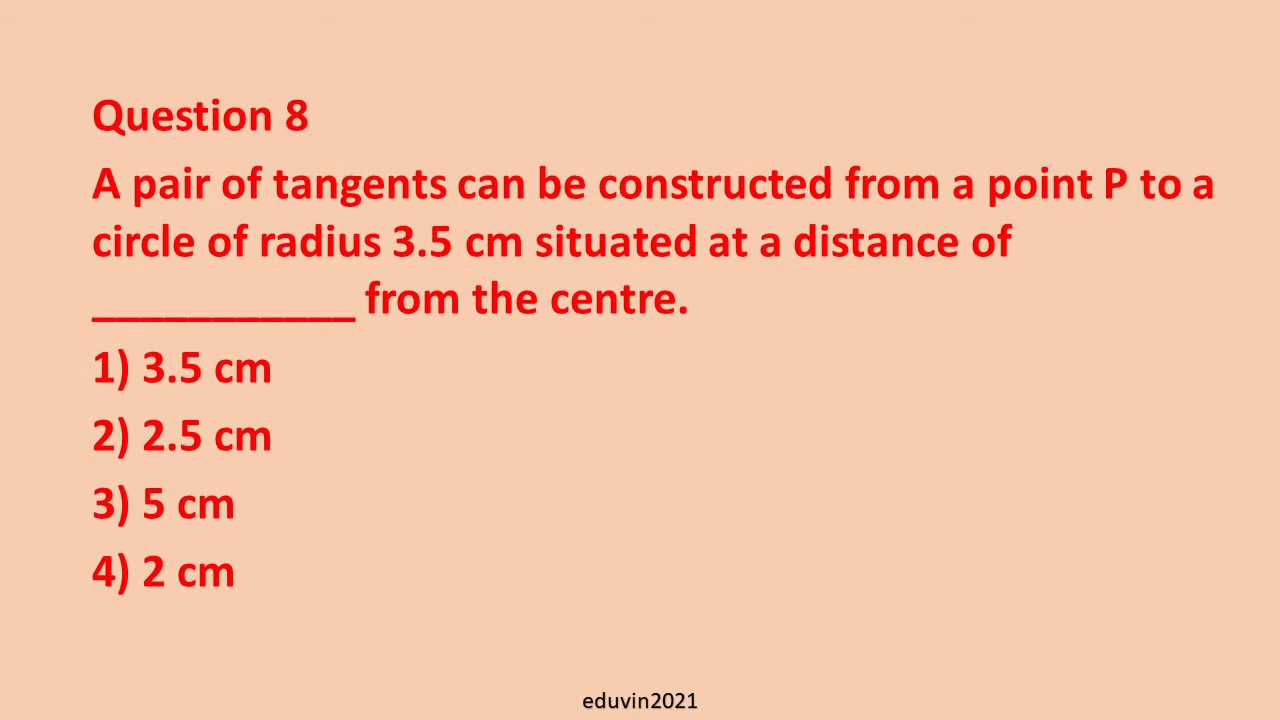 Question 8
A pair of tangents can be constructed from a point P to a
circle of radius 3.5 cm situated at a distance of
___________ from the centre.
1) 3.5 cm
2) 2.5 cm
3) 5 cm
4) 2 cm
eduvin2021